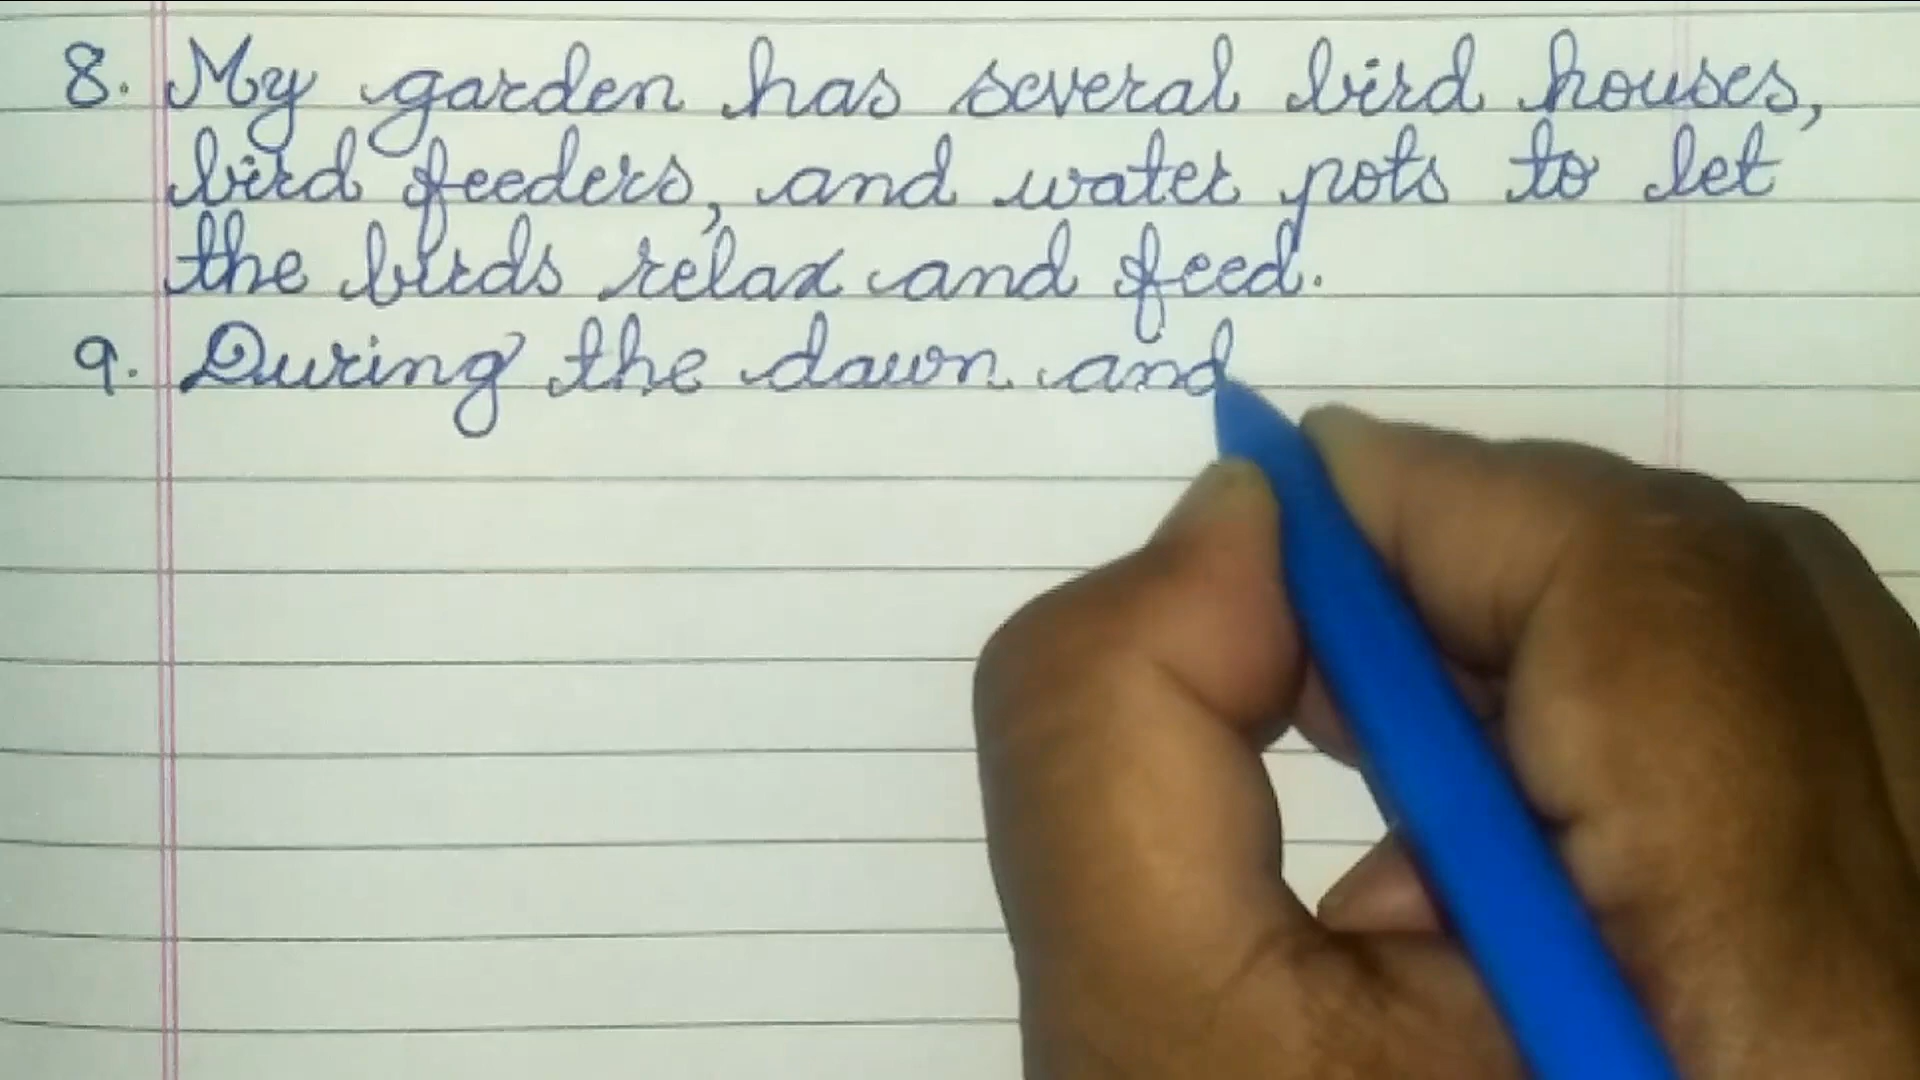 8. My garden has several bird houses,
bird feeders, and water pots to let
the birds relax and feed.
9. During the dawn and